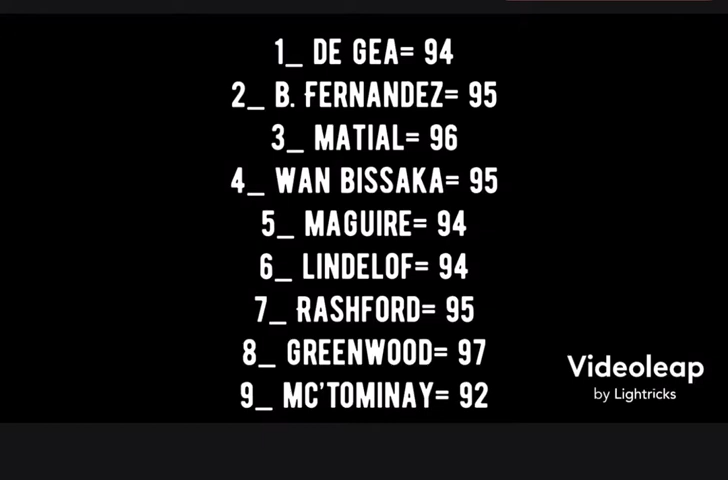 1_ DE GEA= 94
2_ B. FERNANDEZ= 95
3_ MATIAL= 96
4_ WAN BISSAKA= 95
5_ MAGUIRE= 94
6_ LINDELOF= 94
7_ RASHFORD= 95
8_ GREENWOOD= 97
9_ MC'TOMINAY= 92
Videoleap
by Lightricks